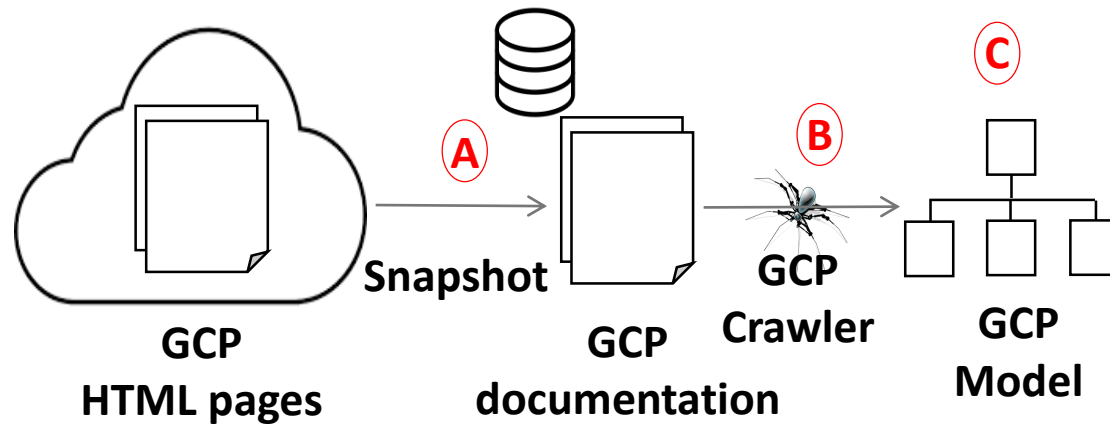 A
B
C
Snapshot
GCP
Crawler
GCP
HTML pages
GCP
documentation
GCP
Model